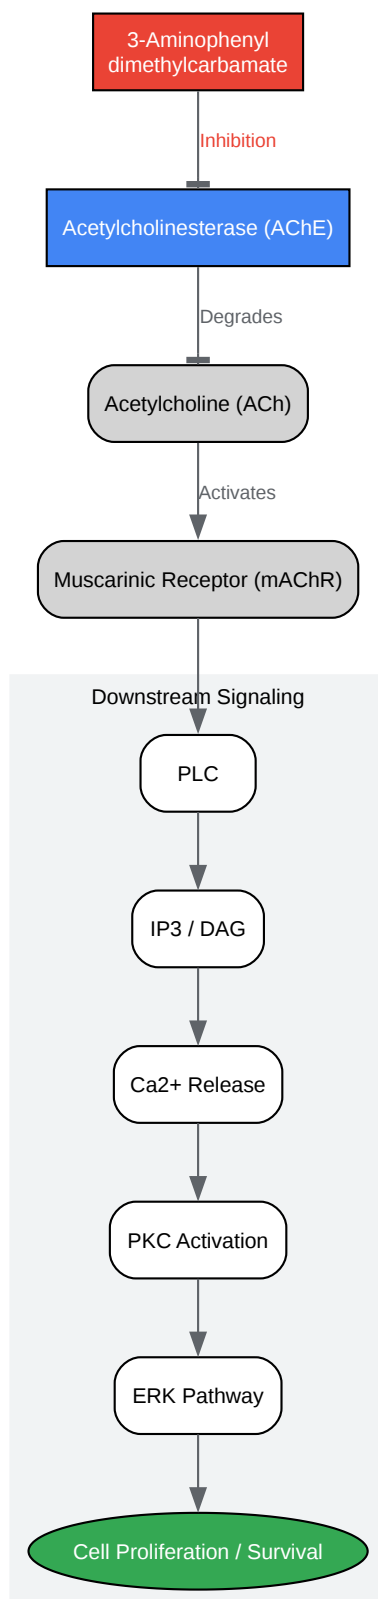 3-Aminophenyl
dimethylcarbamate
Inhibition
Acetylcholinesterase (AChE)
Degrades
Acetylcholine (ACh)
Activates
Muscarinic Receptor (mAChR)
Downstream Signaling
PLC
IP3 / DAG
Ca2+ Release
PKC Activation
ERK Pathway
Cell Proliferation / Survival